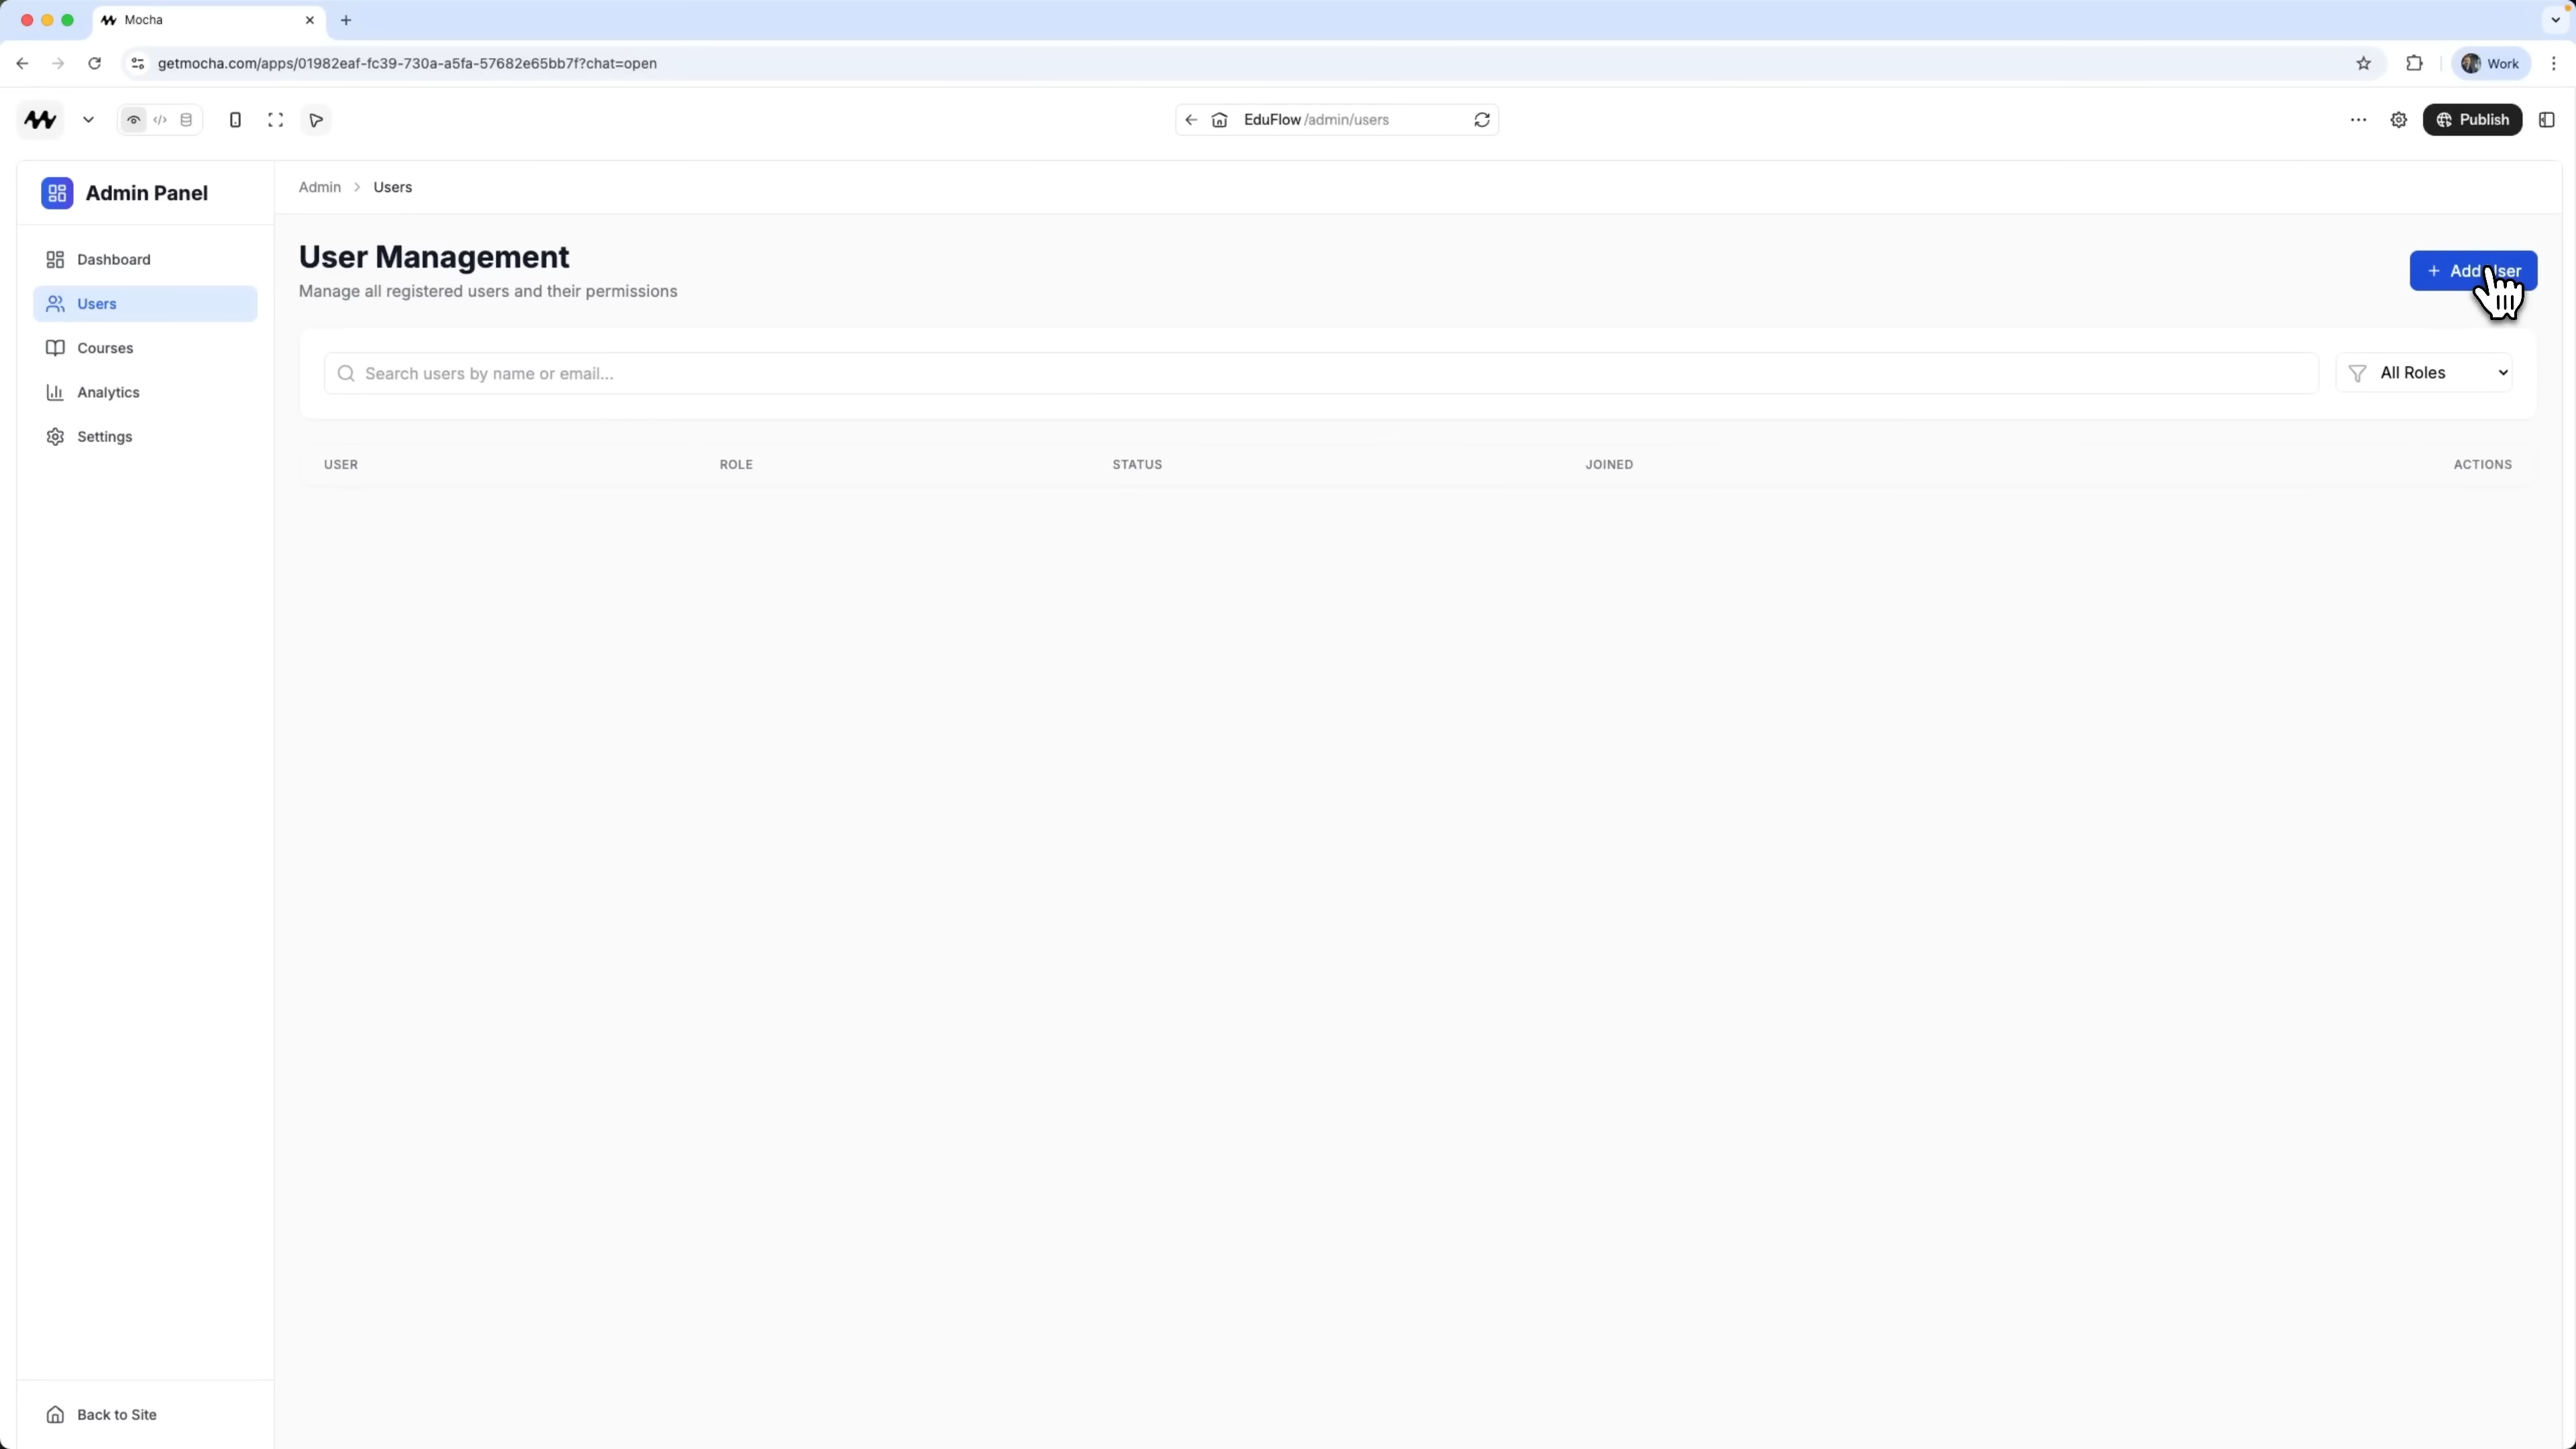 Mocha
getmocha.com/apps/01982eaf-fc39-730a-a5fa-57682e65bb7f?chat=open
Work
EduFlow /admin/users
Publish
Admin Panel
Admin > Users
Dashboard
Users
Courses
Analytics
Settings
User Management
Manage all registered users and their permissions
+ Add User
Search users by name or email...
All Roles
USER ROLE STATUS JOINED ACTIONS
Back to Site